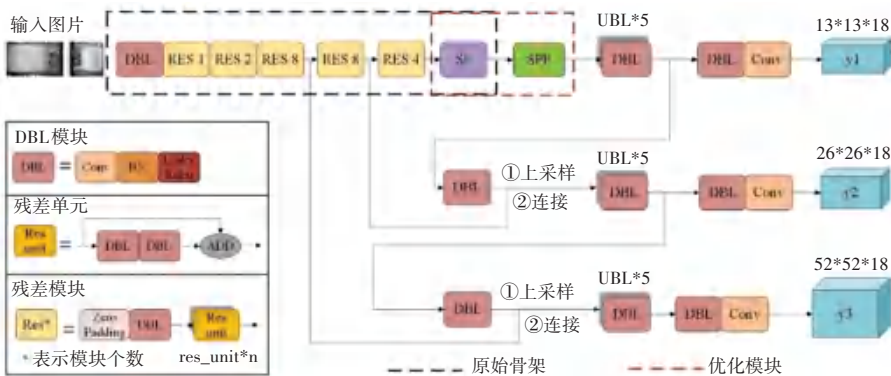 输入图片
DBL RES 1 RES 2 RES 8 RES 8 RES 4 SE SPP UBL*5 DBL DBL Conv 13*13*18 y1
DBL模块
DBL = Conv BN Leaky Relu
DBL ①上采样 ②连接 UBL*5 DBL DBL Conv 26*26*18 y2
残差单元
Res unit = DBL DBL ADD
残差模块
Res* = Zero Padding DBL Res unit
*表示模块个数 res_unit*n
DBL ①上采样 ②连接 UBL*5 DBL DBL Conv 52*52*18 y3
原始骨架 优化模块